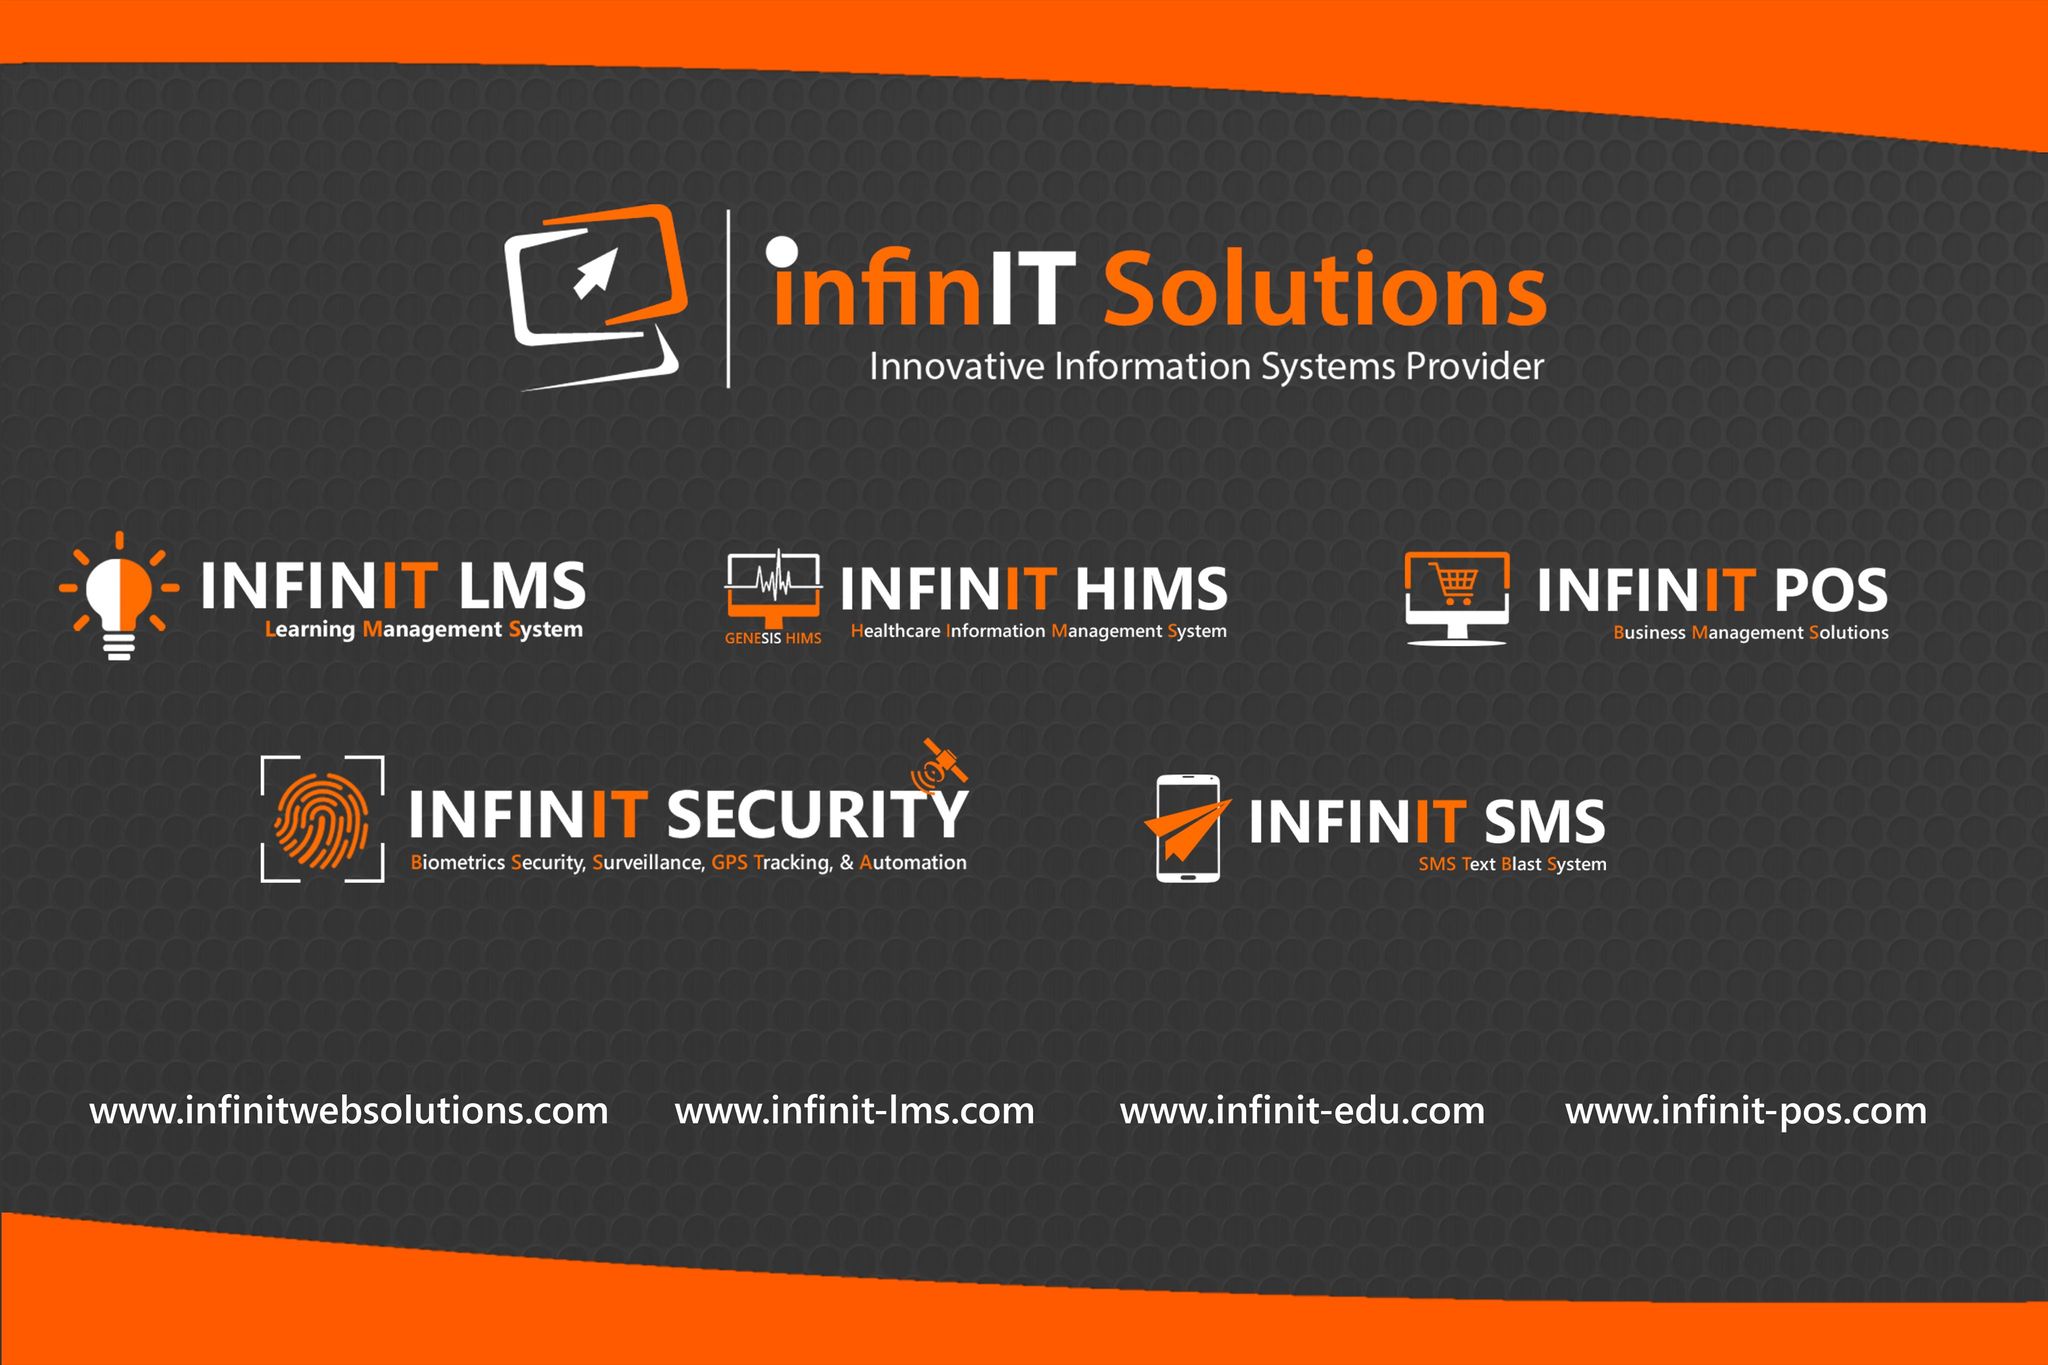 infinIT Solutions
Innovative Information Systems Provider
INFINIT LMS
Learning Management System
INFINIT HIMS
GENESIS HIMS
Healthcare Information Management System
INFINIT POS
Business Management Solutions
INFINIT SECURITY
Biometrics Security, Surveillance, GPS Tracking, & Automation
INFINIT SMS
SMS Text Blast System
www.infinitwebsolutions.com
www.infinit-lms.com
www.infinit-edu.com
www.infinit-pos.com